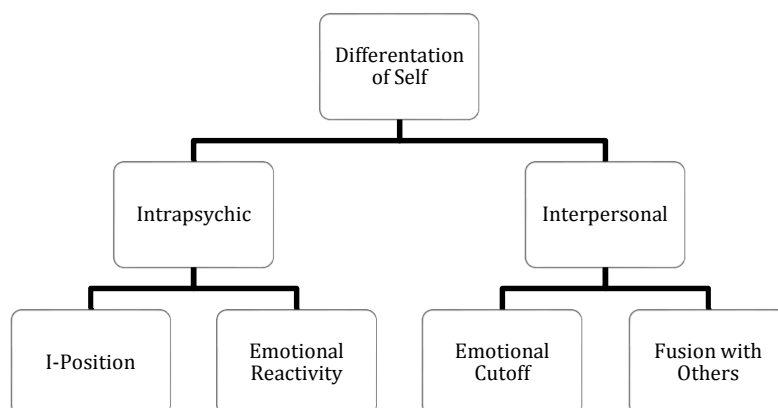 Differentation
of Self
Intrapsychic
Interpersonal
I-Position
Emotional
Reactivity
Emotional
Cutoff
Fusion with
Others